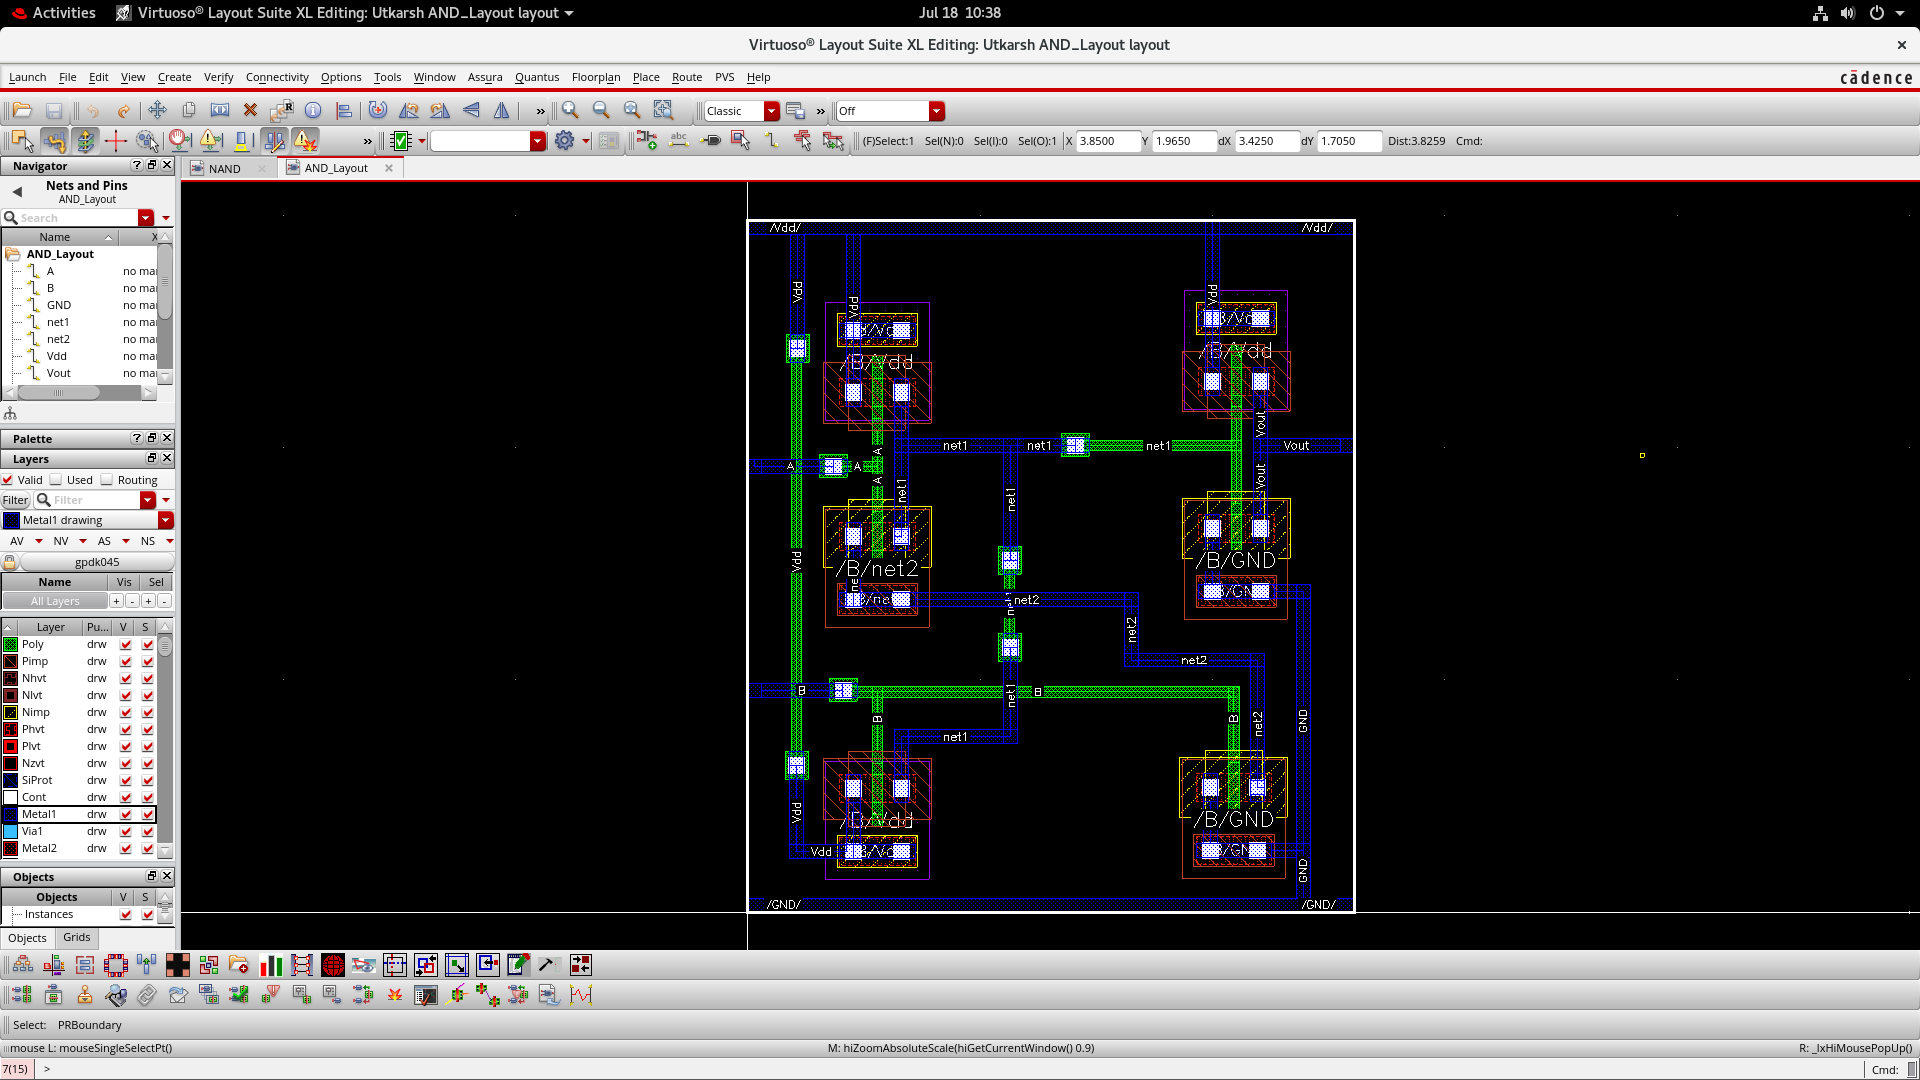 Activities Virtuoso® Layout Suite XL Editing: Utkarsh AND_Layout layout Jul 18 10:38
Virtuoso® Layout Suite XL Editing: Utkarsh AND_Layout layout
Launch File Edit View Create Verify Connectivity Options Tools Window Assura Quantus Floorplan Place Route PVS Help cādence
» Classic » Off
» (F)Select:1 Sel(N):0 Sel(I):0 Sel(O):1 X 3.8500 Y 1.9650 dX 3.4250 dY 1.7050 Dist:3.8259 Cmd:
Navigator
NAND AND_Layout
Nets and Pins
AND_Layout
Search
Name
AND_Layout
A no mar
B no mar
GND no mar
net1 no mar
net2 no mar
Vdd no mar
Vout no mar
Palette
Layers
Valid Used Routing
Filter Filter
Metal1 drawing
AV NV AS NS
gpdk045
Name Vis Sel
All Layers + - + -
Layer Pu... V S
Poly drw
Pimp drw
Nhvt drw
Nlvt drw
Nimp drw
Phvt drw
Plvt drw
Nzvt drw
SiProt drw
Cont drw
Metal1 drw
Via1 drw
Metal2 drw
Objects
Objects V S
Instances
Objects Grids
/Vdd/ /Vdd/
Vdd Vdd Vdd
/B/Vdd /B/Vdd
Vout
net1 net1 net1 Vout
A A A
A net1 net1 Vout
Vdd
/B/net2 /B/GND
net2
net2
net2
B B
B B net1 net2 GND
net1
Vdd /B/Vdd /B/GND
Vdd
GND
/GND/ /GND/
Select: PRBoundary
mouse L: mouseSingleSelectPt() M: hiZoomAbsoluteScale(hiGetCurrentWindow() 0.9) R: _lxHiMousePopUp()
7(15) > Cmd: